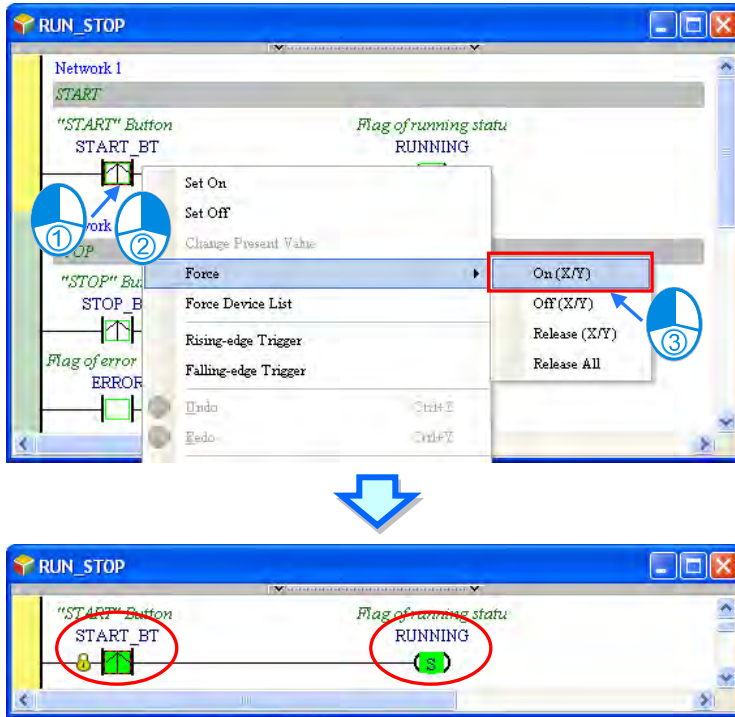 RUN_STOP
Network 1
START
"START" Button
Flag of running statu
START_BT
RUNNING
Set On
Set Off
Change Present Value
Force
Force Device List
Rising-edge Trigger
Falling-edge Trigger
Undo Ctrl+Z
Redo Ctrl+Y
On (X/Y)
Off (X/Y)
Release (X/Y)
Release All
①
②
③
"STOP" Bu
STOP_B
Flag of error
ERROR
RUN_STOP
"START" Button
Flag of running statu
START_BT
RUNNING
S